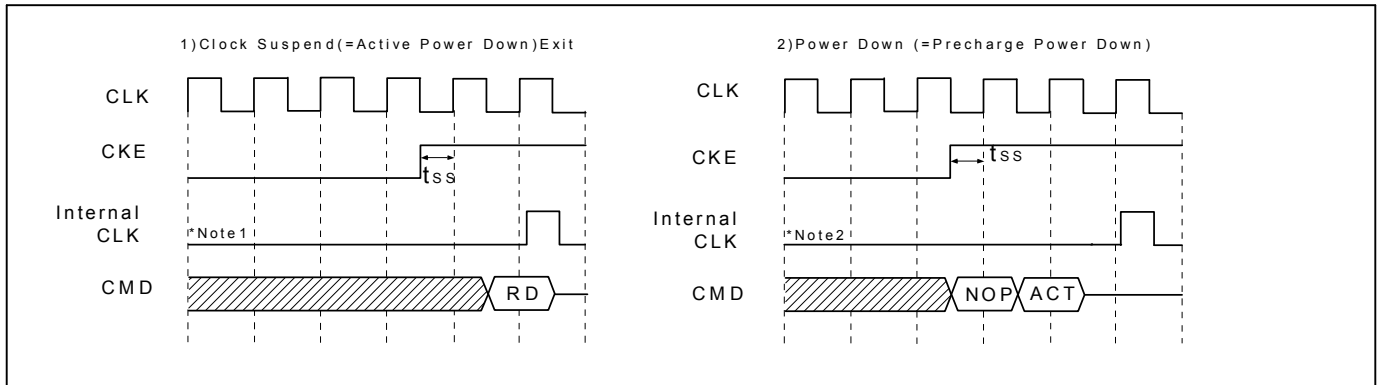 1)Clock Suspend(=Active Power Down)Exit
CLK
CKE
tss
Internal
CLK
*Note1
CMD
RD
2)Power Down (=Precharge Power Down)
CLK
CKE
tss
Internal
CLK
*Note2
CMD
NOP
ACT